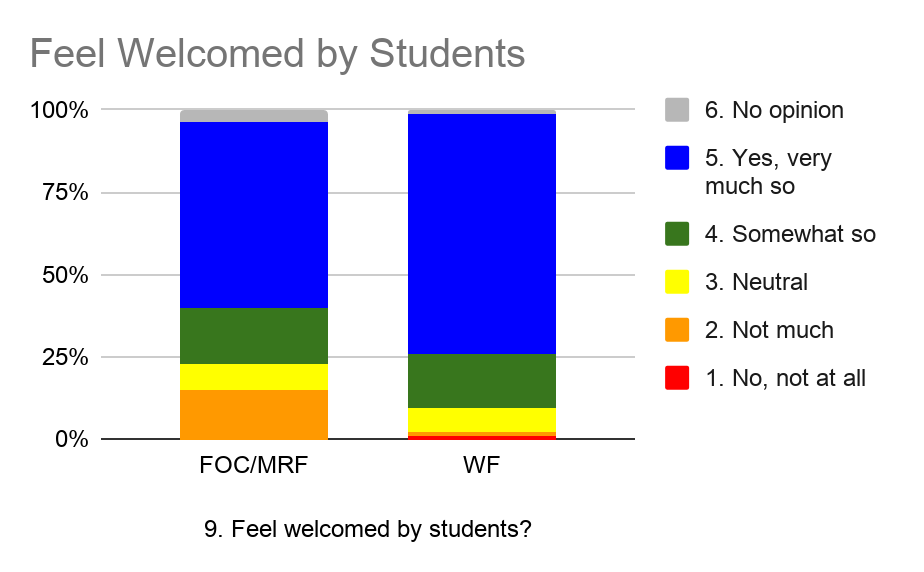 Feel Welcomed by Students
100%
75%
50%
25%
0%
FOC/MRF
WF
9. Feel welcomed by students?
6. No opinion
5. Yes, very
much so
4. Somewhat so
3. Neutral
2. Not much
1. No, not at all